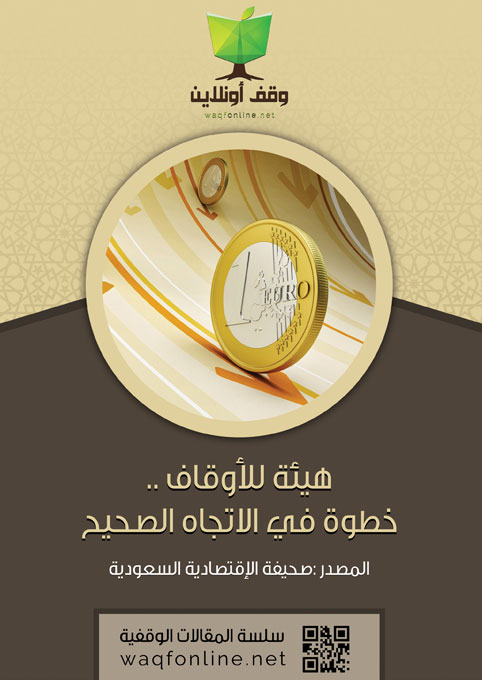 وقف أونلاين
waqfonline.net
1 EURO
هيئة للأوقاف ..
خطوة في الاتجاه الصحيح
المصدر :صحيفة الإقتصادية السعودية
سلسة المقالات الوقفية
waqfonline.net